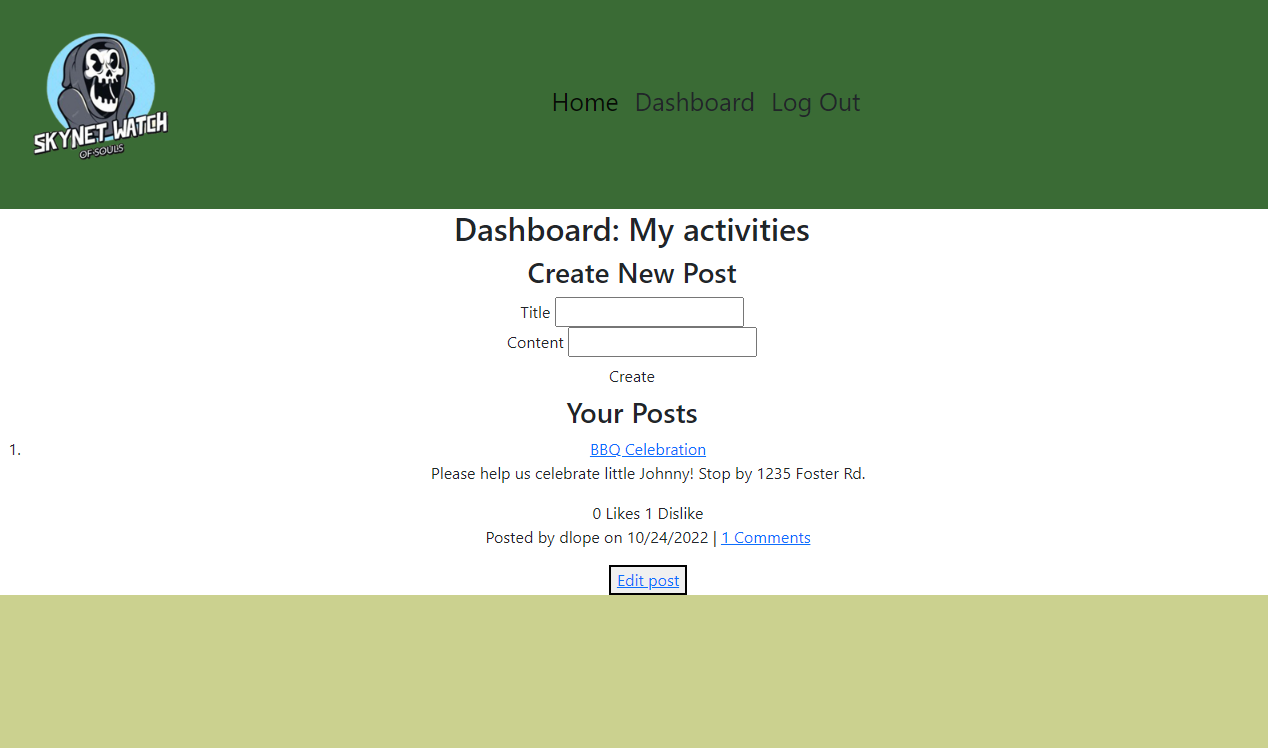 SKYNET WATCH
OF SOULS
Home Dashboard Log Out
Dashboard: My activities
Create New Post
Title
Content
Create
Your Posts
1. BBQ Celebration
Please help us celebrate little Johnny! Stop by 1235 Foster Rd.
0 Likes 1 Dislike
Posted by dlope on 10/24/2022 | 1 Comments
Edit post